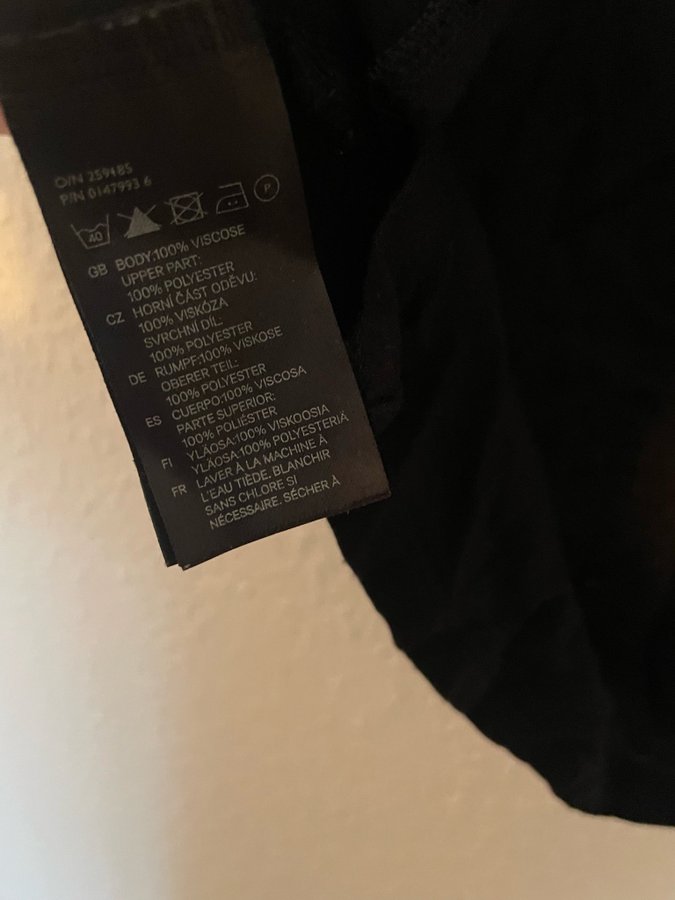 O/N 259485
P/N 0147993 6
40 P
GB BODY:100% VISCOSE
UPPER PART:
100% POLYESTER
CZ HORNÍ ČÁST ODĚVU:
100% VISKÓZA
SVRCHNÍ DÍL:
100% POLYESTER
DE RUMPF:100% VISKOSE
OBERER TEIL:
100% POLYESTER
ES CUERPO:100% VISCOSA
PARTE SUPERIOR:
100% POLIÉSTER
FI YLÄOSA:100% VISKOOSIA
YLÄOSA:100% POLYESTERIÄ
FR LAVER À LA MACHINE À
L'EAU TIÈDE. BLANCHIR
SANS CHLORE SI
NÉCESSAIRE. SÉCHER À